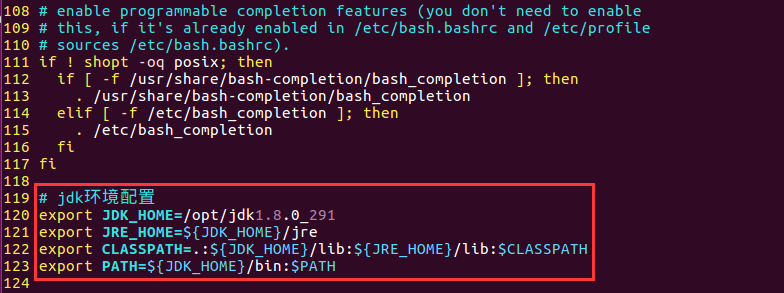 108 # enable programmable completion features (you don't need to enable
109 # this, if it's already enabled in /etc/bash.bashrc and /etc/profile
110 # sources /etc/bash.bashrc).
111 if ! shopt -oq posix; then
112   if [ -f /usr/share/bash-completion/bash_completion ]; then
113     . /usr/share/bash-completion/bash_completion
114   elif [ -f /etc/bash_completion ]; then
115     . /etc/bash_completion
116   fi
117 fi
118
119 # jdk环境配置
120 export JDK_HOME=/opt/jdk1.8.0_291
121 export JRE_HOME=${JDK_HOME}/jre
122 export CLASSPATH=.:${JDK_HOME}/lib:${JRE_HOME}/lib:$CLASSPATH
123 export PATH=${JDK_HOME}/bin:$PATH
124